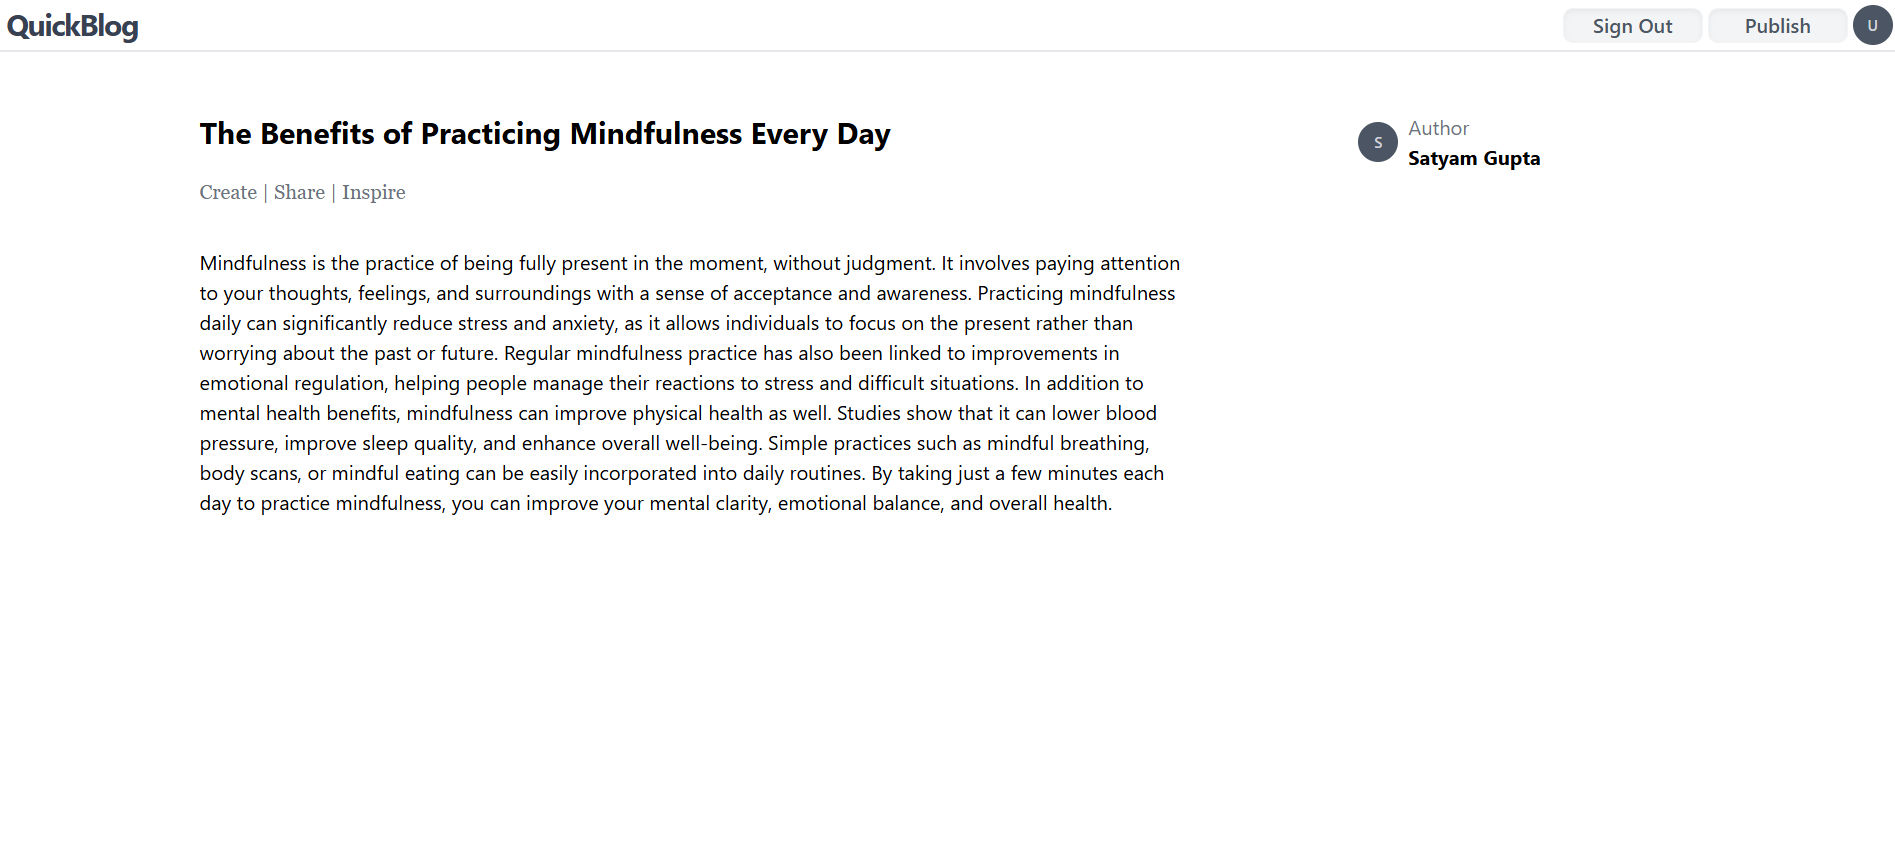 QuickBlog
Sign Out
Publish
U
The Benefits of Practicing Mindfulness Every Day
Create | Share | Inspire
Mindfulness is the practice of being fully present in the moment, without judgment. It involves paying attention
to your thoughts, feelings, and surroundings with a sense of acceptance and awareness. Practicing mindfulness
daily can significantly reduce stress and anxiety, as it allows individuals to focus on the present rather than
worrying about the past or future. Regular mindfulness practice has also been linked to improvements in
emotional regulation, helping people manage their reactions to stress and difficult situations. In addition to
mental health benefits, mindfulness can improve physical health as well. Studies show that it can lower blood
pressure, improve sleep quality, and enhance overall well-being. Simple practices such as mindful breathing,
body scans, or mindful eating can be easily incorporated into daily routines. By taking just a few minutes each
day to practice mindfulness, you can improve your mental clarity, emotional balance, and overall health.
S
Author
Satyam Gupta